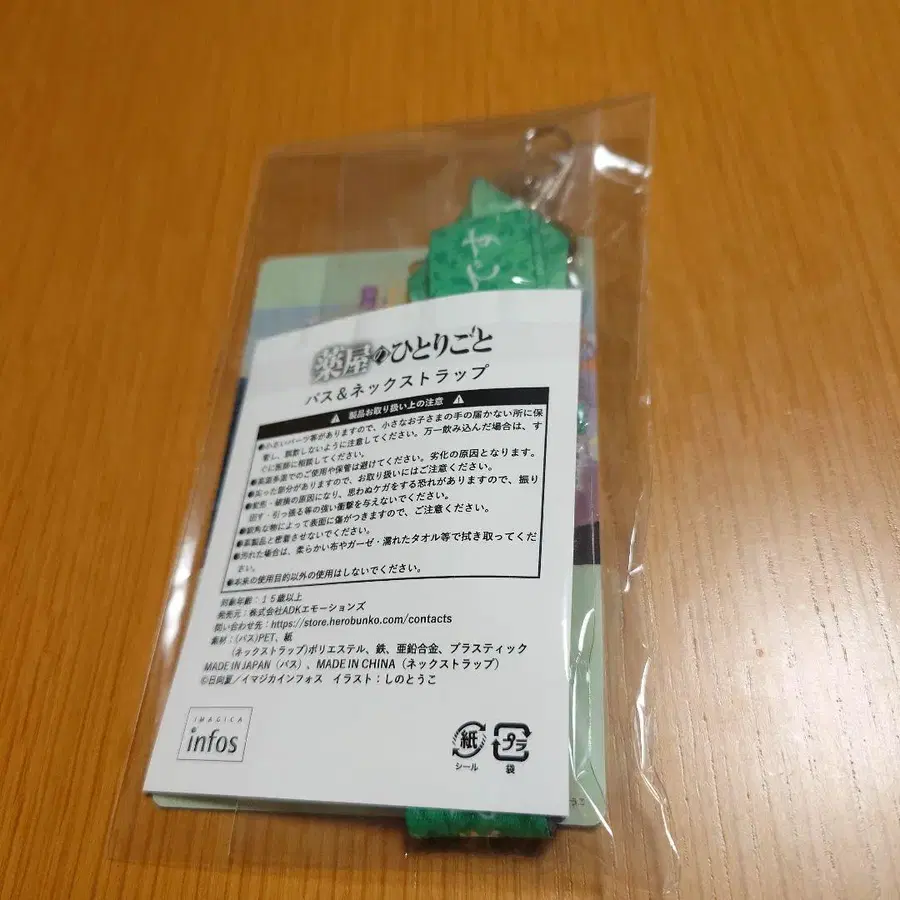 薬屋のひとりごと
パス＆ネックストラップ
⚠ 製品お取り扱い上の注意 ⚠
●小さいパーツ等がありますので、小さなお子さまの手の届かない所に保
管し、誤飲しないように注意してください。万一飲み込んだ場合は、す
ぐに医師に相談してください。
●高温多湿でのご使用や保管は避けてください。劣化の原因となります。
●尖った部分がありますので、お取り扱いにはご注意ください。
●変形・破損の原因になり、思わぬケガをする恐れがありますので、振り
回す・引っ張る等の強い衝撃を与えないでください。
●鋭角な物によって表面に傷がつきますので、ご注意ください。
●革製品と密着させないでください。
●汚れた場合は、柔らかい布やガーゼ・濡れたタオル等で拭き取ってくだ
さい。
●本来の使用目的以外の使用はしないでください。
対象年齢：１５歳以上
発売元：株式会社ADKエモーションズ
問い合わせ先：https://store.herobunko.com/contacts
素材：（パス）PET、紙
（ネックストラップ）ポリエステル、鉄、亜鉛合金、プラスティック
MADE IN JAPAN（パス）、MADE IN CHINA（ネックストラップ）
©日向夏／イマジカインフォス　イラスト：しのとうこ
IMAGICA
infos
紙
シール
プラ
袋